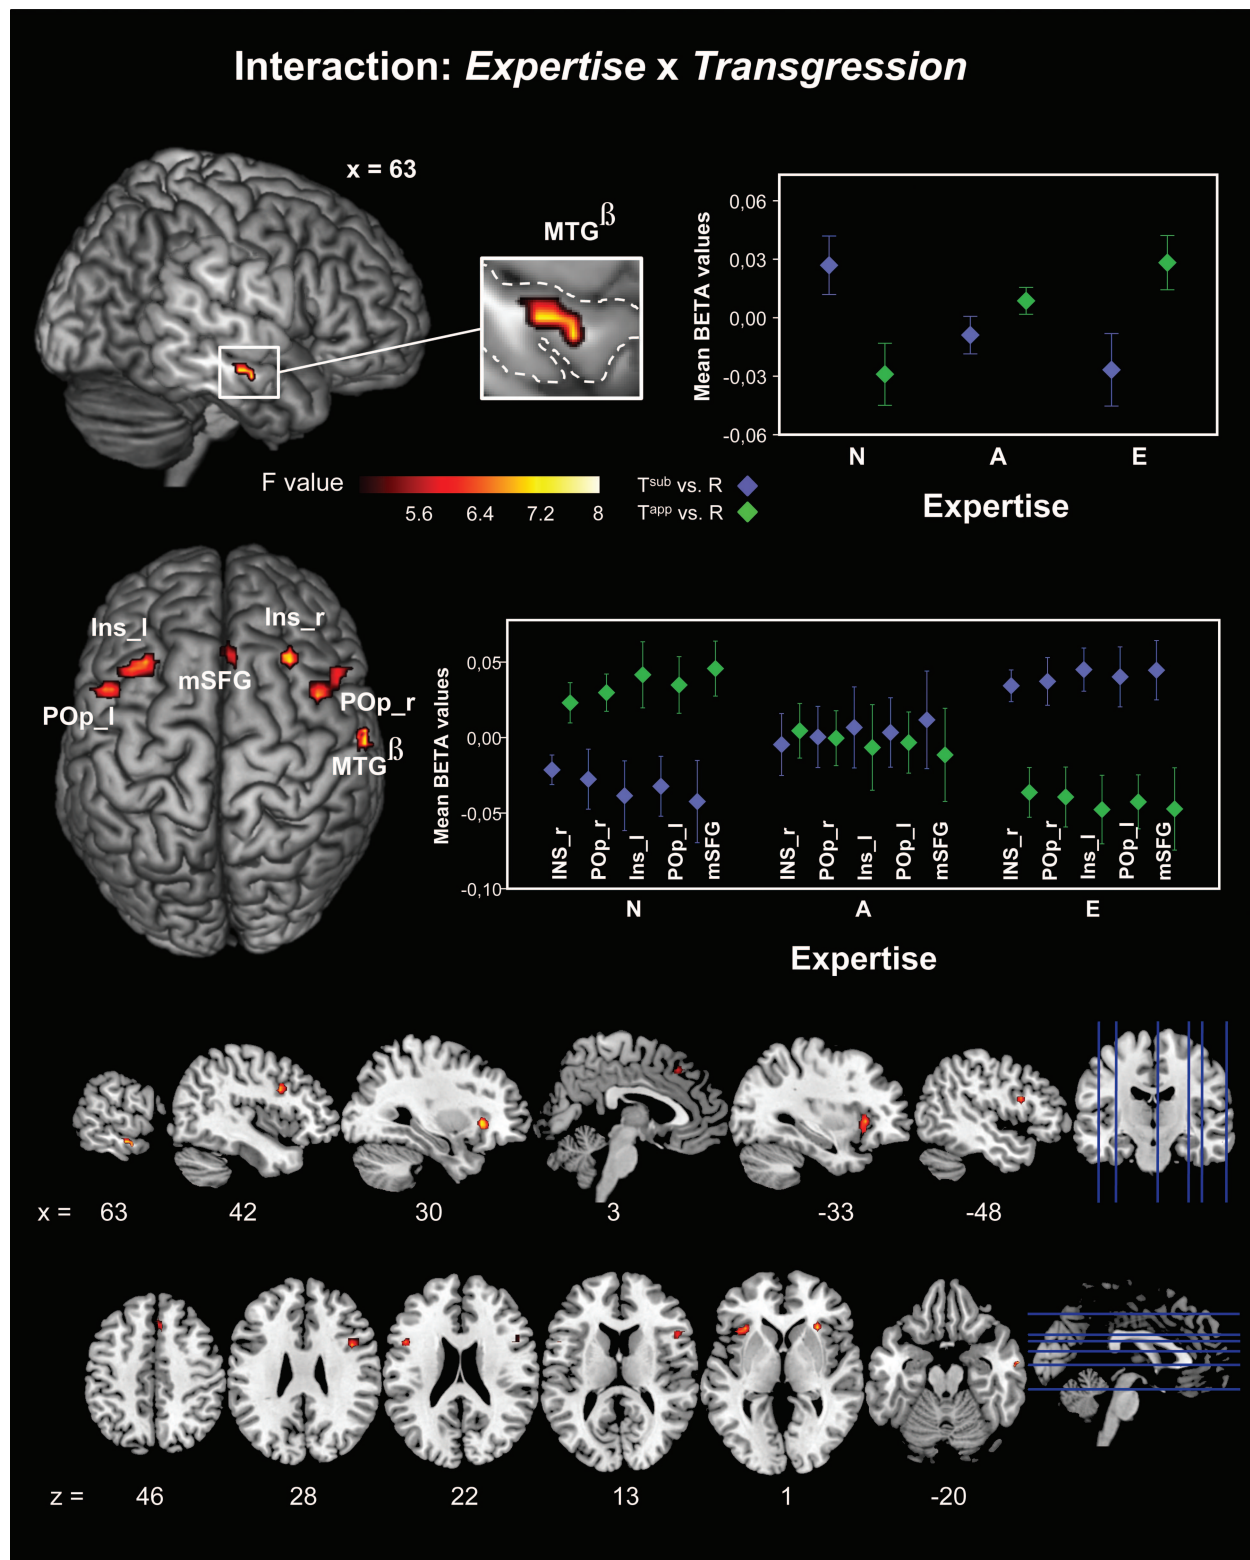 Interaction: Expertise x Transgression
x = 63
MTGß
Mean BETA values
0,06
0,03
0,00
-0,03
-0,06
N A E
Expertise
F value
5.6 6.4 7.2 8
Tsub vs. R
Tapp vs. R
Ins_l
Ins_r
mSFG
POp_l
POp_r
MTGß
Mean BETA values
0,05
0,00
-0,05
-0,10
INS_r POp_r Ins_l POp_l mSFG
INS_r POp_r Ins_l POp_l mSFG
INS_r POp_r Ins_l POp_l mSFG
N A E
Expertise
x = 63 42 30 3 -33 -48
z = 46 28 22 13 1 -20